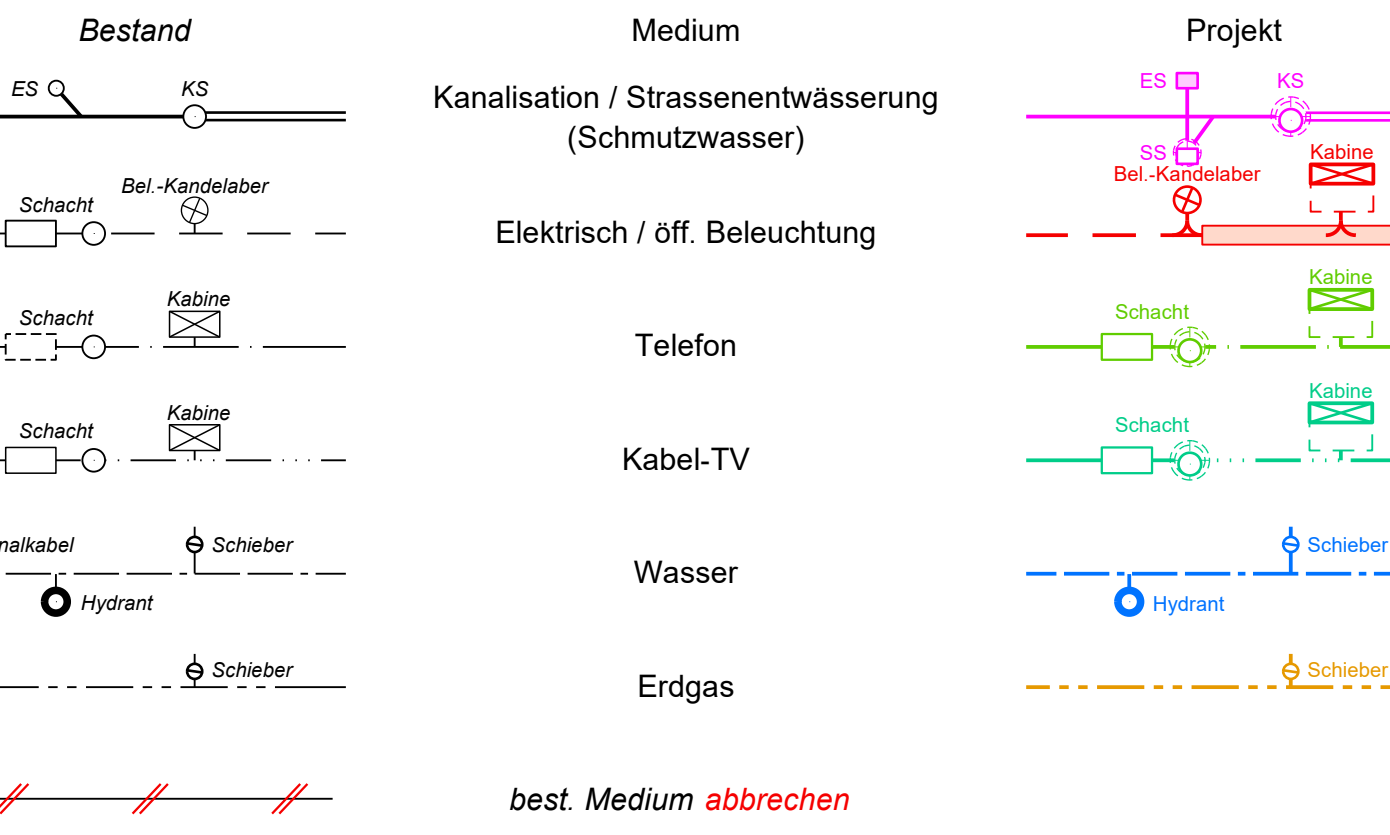 Bestand Medium Projekt
ES KS Kanalisation / Strassenentwässerung ES KS
(Schmutzwasser)
SS Kabine
Schacht Bel.-Kandelaber Elektrisch / öff. Beleuchtung Bel.-Kandelaber
Kabine Kabine
Schacht Telefon Schacht
Kabine Kabine
Schacht Kabel-TV Schacht
nalkabel Schieber Schieber
Wasser
Hydrant Hydrant
Schieber Erdgas Schieber
best. Medium abbrechen